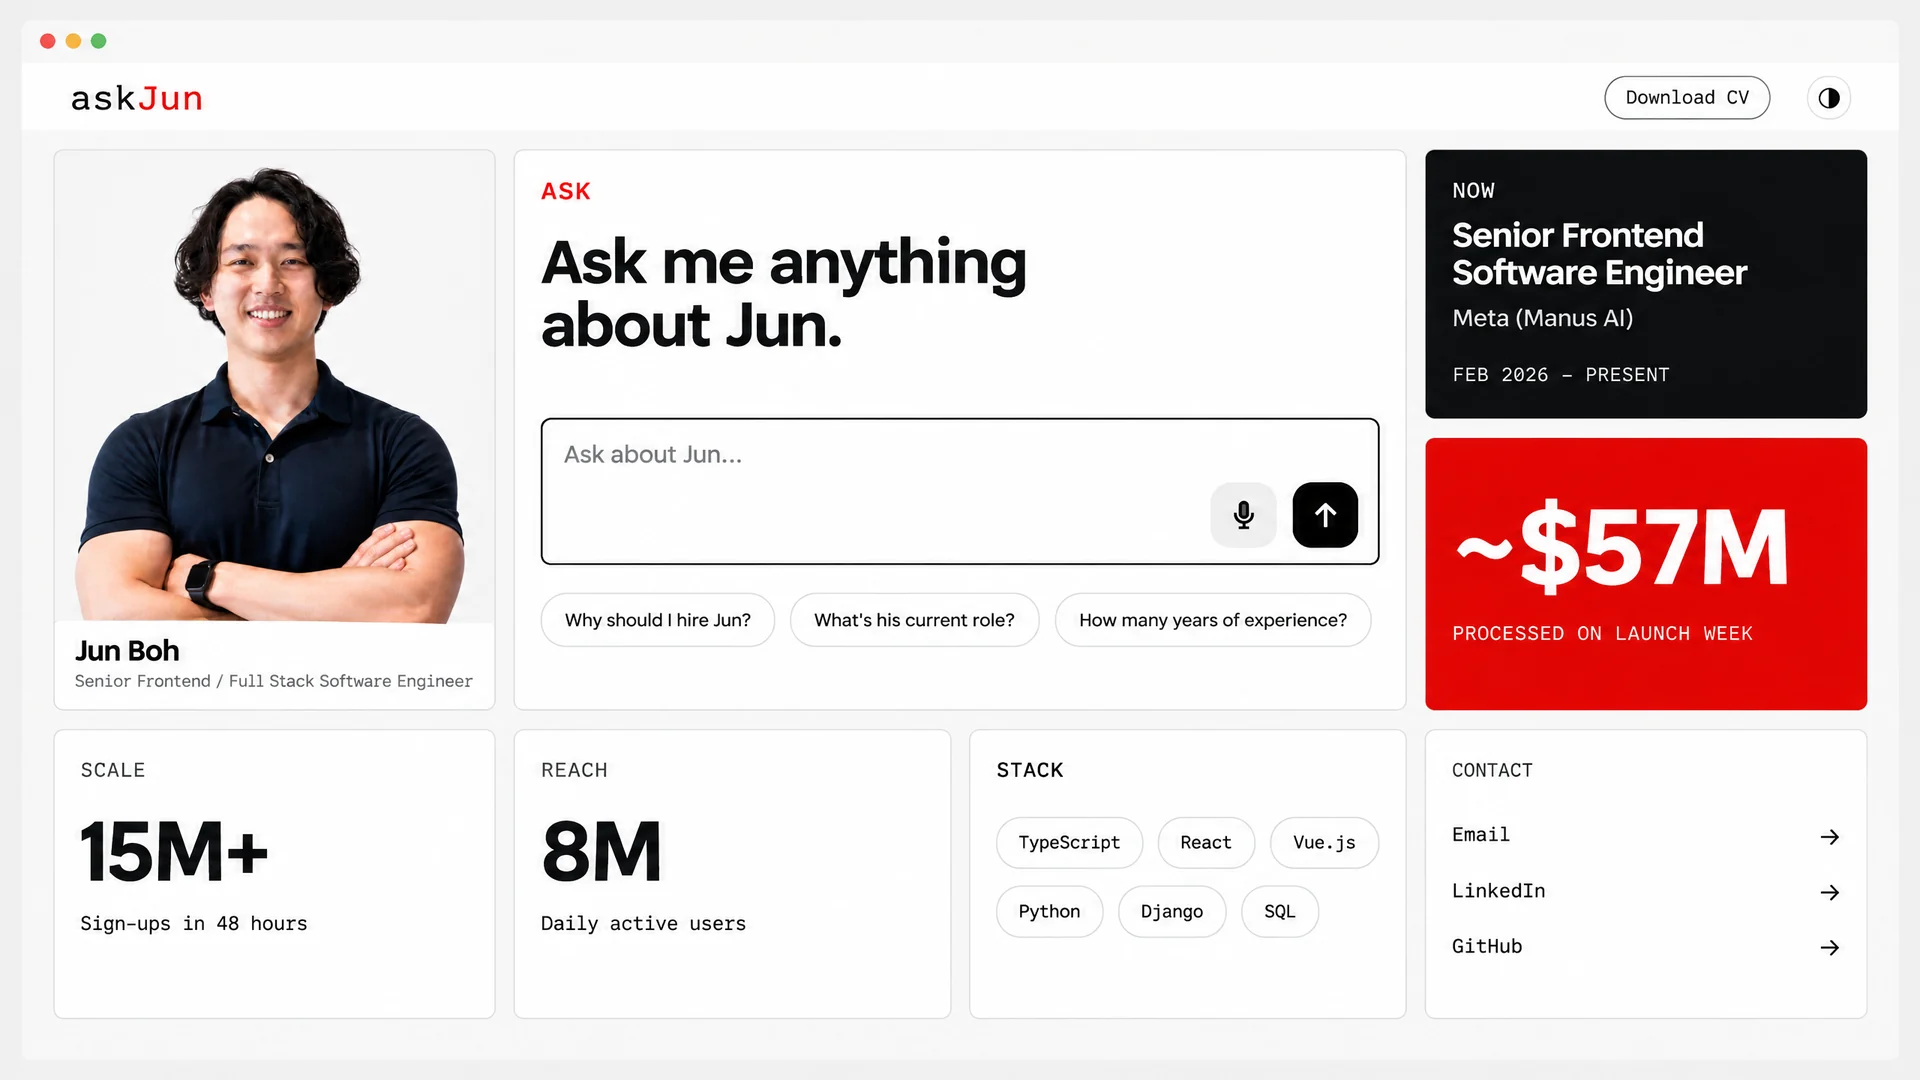 askJun
Download CV
Jun Boh
Senior Frontend / Full Stack Software Engineer
ASK
Ask me anything
about Jun.
Ask about Jun...
Why should I hire Jun?
What's his current role?
How many years of experience?
NOW
Senior Frontend
Software Engineer
Meta (Manus AI)
FEB 2026 – PRESENT
~$57M
PROCESSED ON LAUNCH WEEK
SCALE
15M+
Sign-ups in 48 hours
REACH
8M
Daily active users
STACK
TypeScript
React
Vue.js
Python
Django
SQL
CONTACT
Email
LinkedIn
GitHub